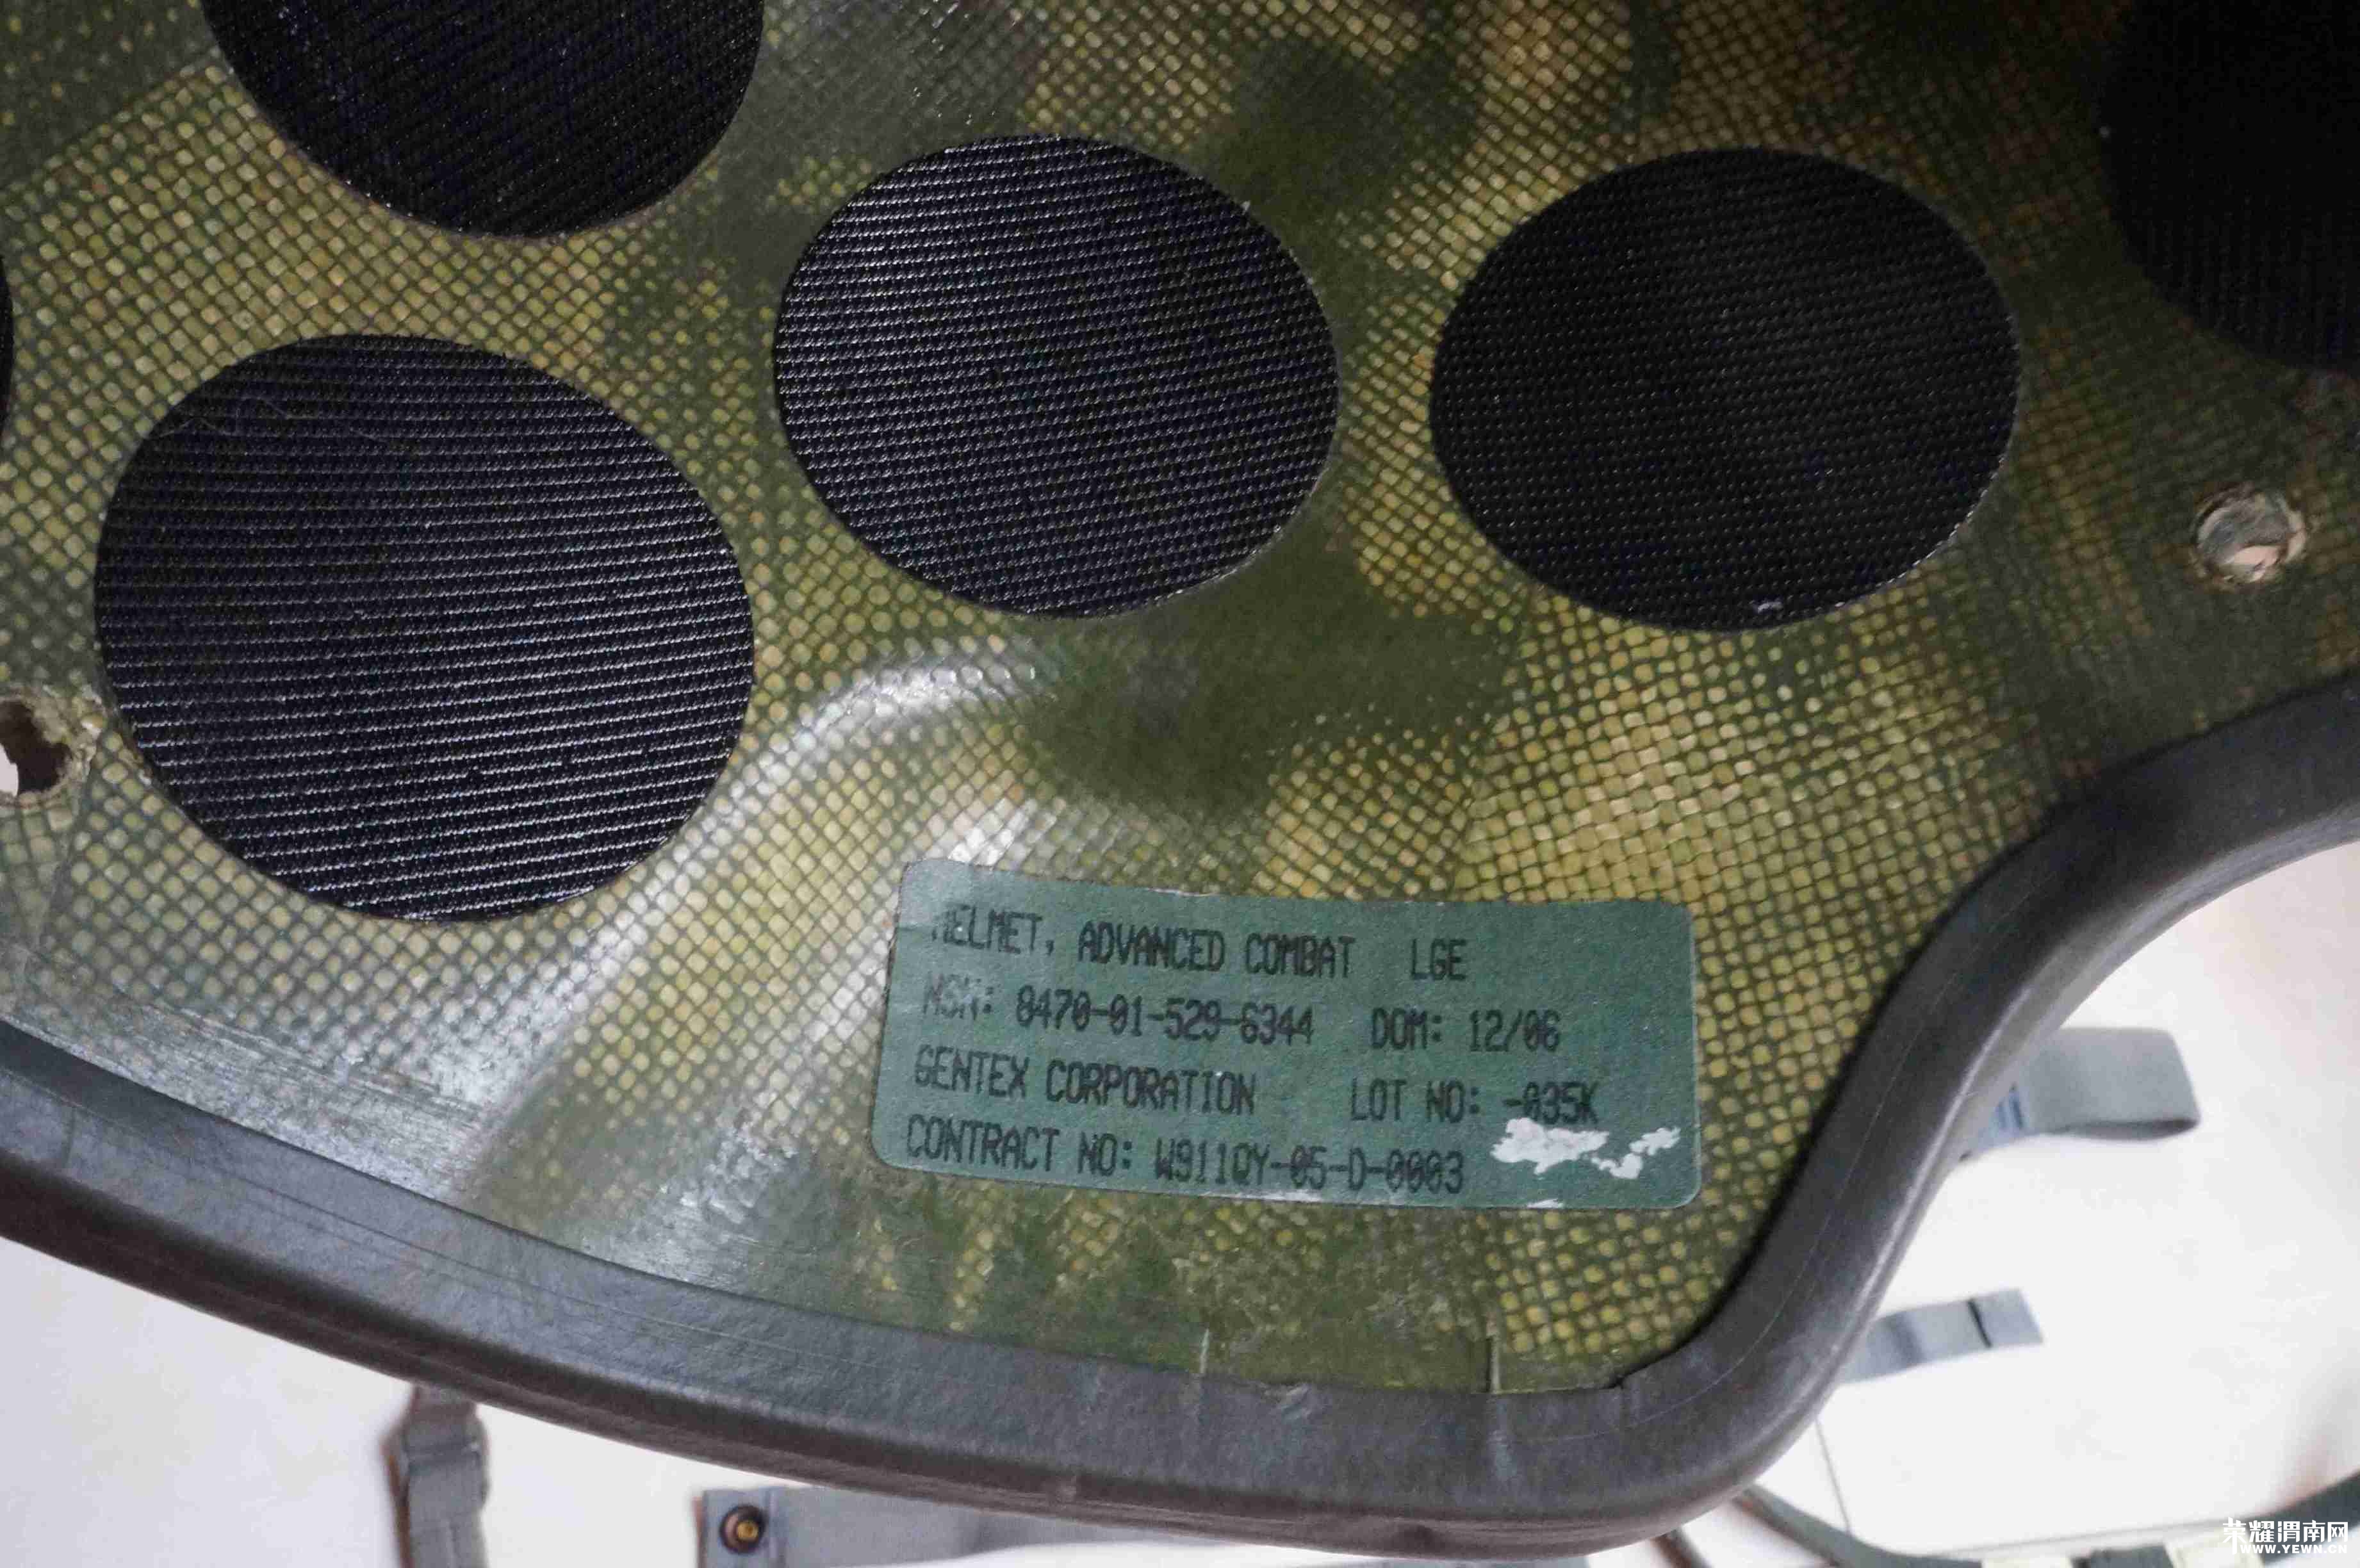 HELMET, ADVANCED COMBAT LGE
NSN: 8470-01-529-6344 DOM: 12/06
GENTEX CORPORATION LOT NO: -035K
CONTRACT NO: W911QY-05-D-0003
荣耀渭南网
WWW.YEWN.CN